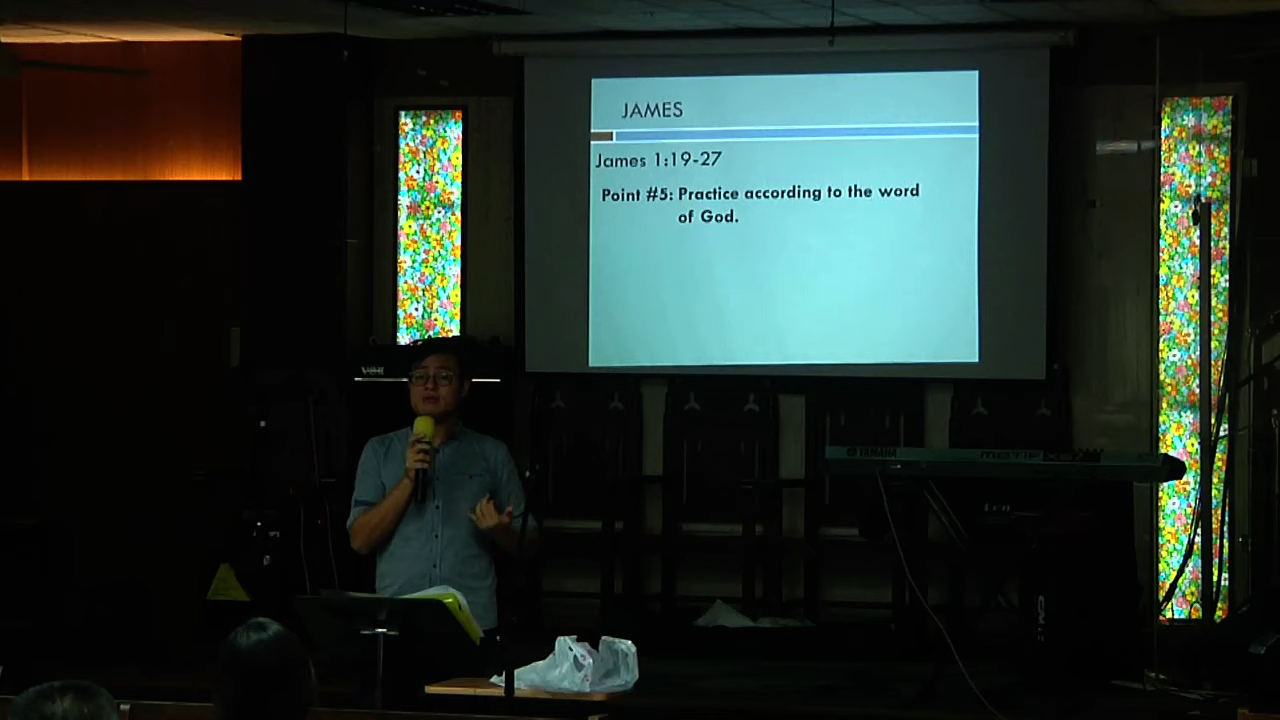 JAMES
James 1:19-27
Point #5: Practice according to the word
of God.
YAMAHA